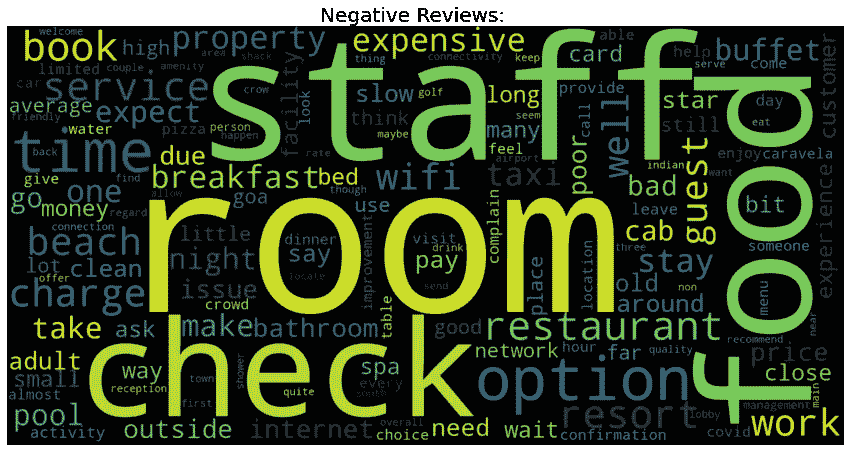 Negative Reviews:
welcome
book
high
property
expensive
card
help
buffet
able
staff
food
room
check
limited
couple
amenity
area
shack
thing
connectivity
keep
serve
come
car
service
crow
look
slow
golf
long
provide
star
day
average
expect
facility
think
many
call
still
customer
friendly
water
pizza
person
happen
maybe
seem
feel
well
eat
time
due
rate
airport
poor
indian
enjoy
caravela
back
give
find
breakfast
bed
wifi
taxi
bad
guest
want
go
one
money
regard
allow
goa
though
use
complain
leave
bit
experience
connection
little
dinner
visit
cab
beach
night
say
drink
pay
place
location
someone
lot
clean
improvement
three
stay
offer
issue
locate
send
old
non
menu
charge
crowd
table
around
near
take
ask
make
bathroom
good
restaurant
recommend
adult
way
spa
network
hour
far
quality
price
small
reception
town
shower
every
option
close
almost
first
quite
south
resort
lobby
management
main
pool
overall
need
wait
covid
work
activity
outside
internet
choice
confirmation